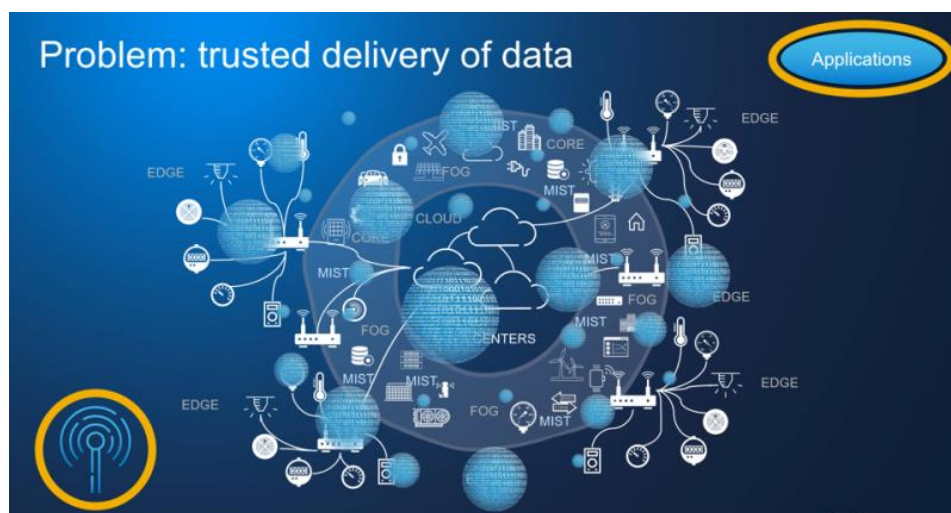 Problem: trusted delivery of data
Applications
EDGE
CORE
EDGE
FOG
MIST
CLOUD
CORE
MIST
FOG
EDGE
FOG
MIST
CENTERS
MIST
MIST
EDGE
EDGE
FOG
MIST